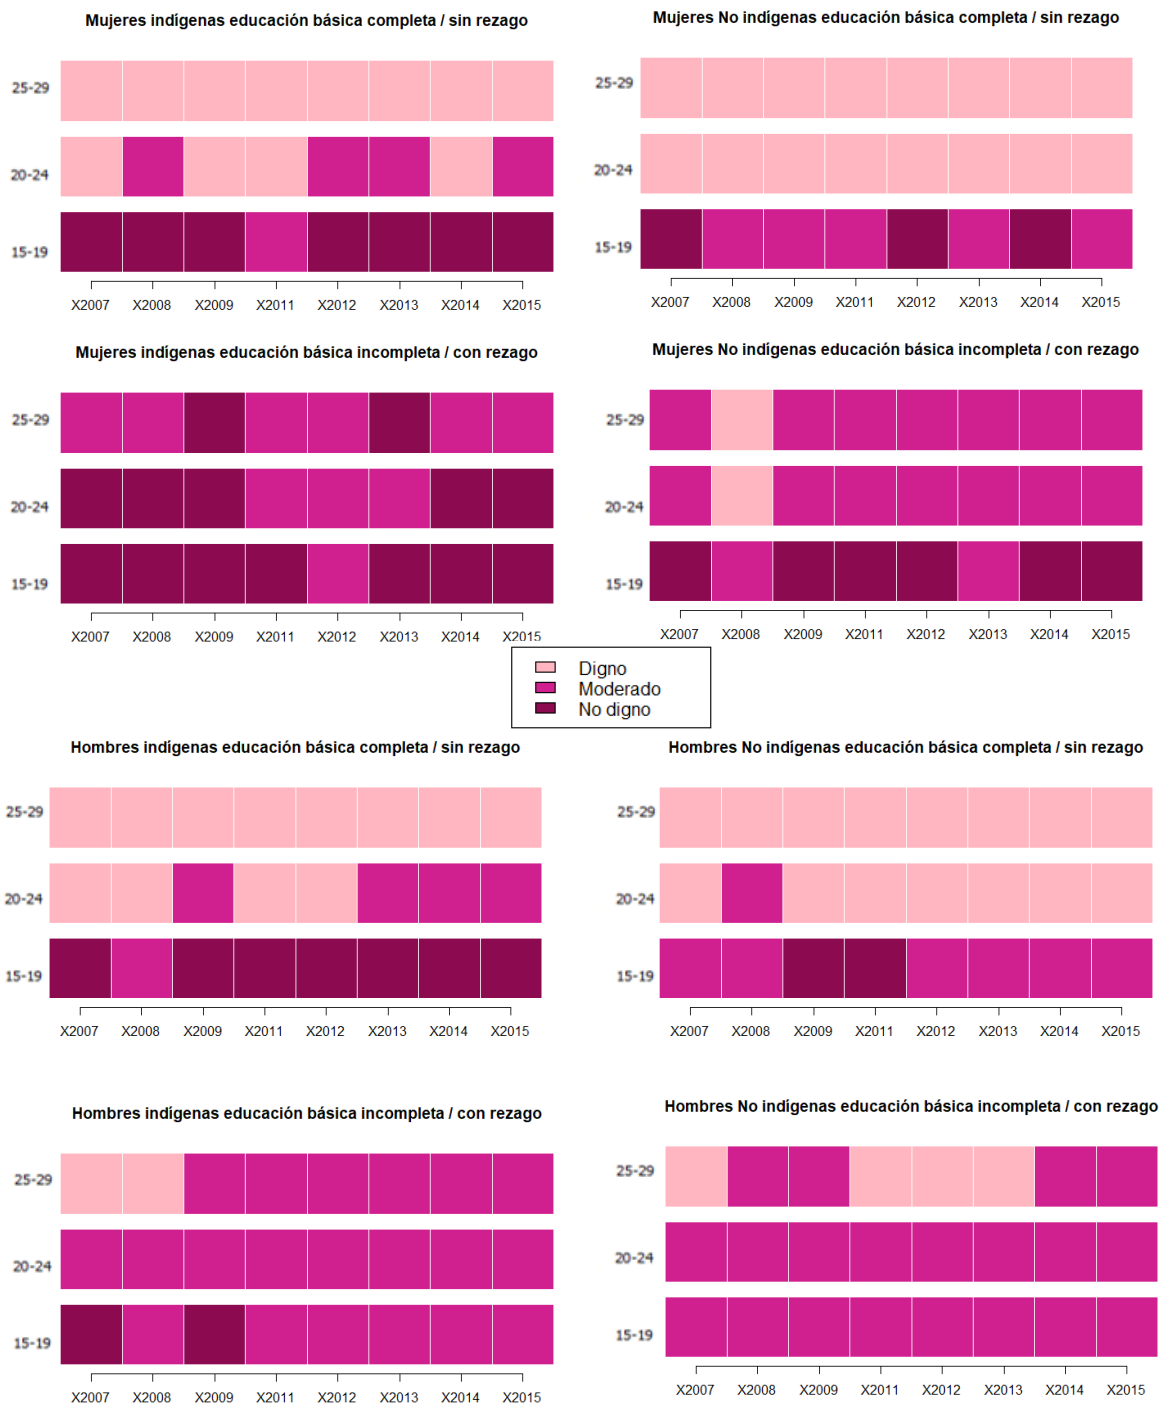 Mujeres indígenas educación básica completa / sin rezago
25-29
20-24
15-19
X2007 X2008 X2009 X2011 X2012 X2013 X2014 X2015
Mujeres No indígenas educación básica completa / sin rezago
25-29
20-24
15-19
X2007 X2008 X2009 X2011 X2012 X2013 X2014 X2015
Mujeres indígenas educación básica incompleta / con rezago
25-29
20-24
15-19
X2007 X2008 X2009 X2011 X2012 X2013 X2014 X2015
Mujeres No indígenas educación básica incompleta / con rezago
25-29
20-24
15-19
X2007 X2008 X2009 X2011 X2012 X2013 X2014 X2015
Digno
Moderado
No digno
Hombres indígenas educación básica completa / sin rezago
25-29
20-24
15-19
X2007 X2008 X2009 X2011 X2012 X2013 X2014 X2015
Hombres No indígenas educación básica completa / sin rezago
25-29
20-24
15-19
X2007 X2008 X2009 X2011 X2012 X2013 X2014 X2015
Hombres indígenas educación básica incompleta / con rezago
25-29
20-24
15-19
X2007 X2008 X2009 X2011 X2012 X2013 X2014 X2015
Hombres No indígenas educación básica incompleta / con rezago
25-29
20-24
15-19
X2007 X2008 X2009 X2011 X2012 X2013 X2014 X2015